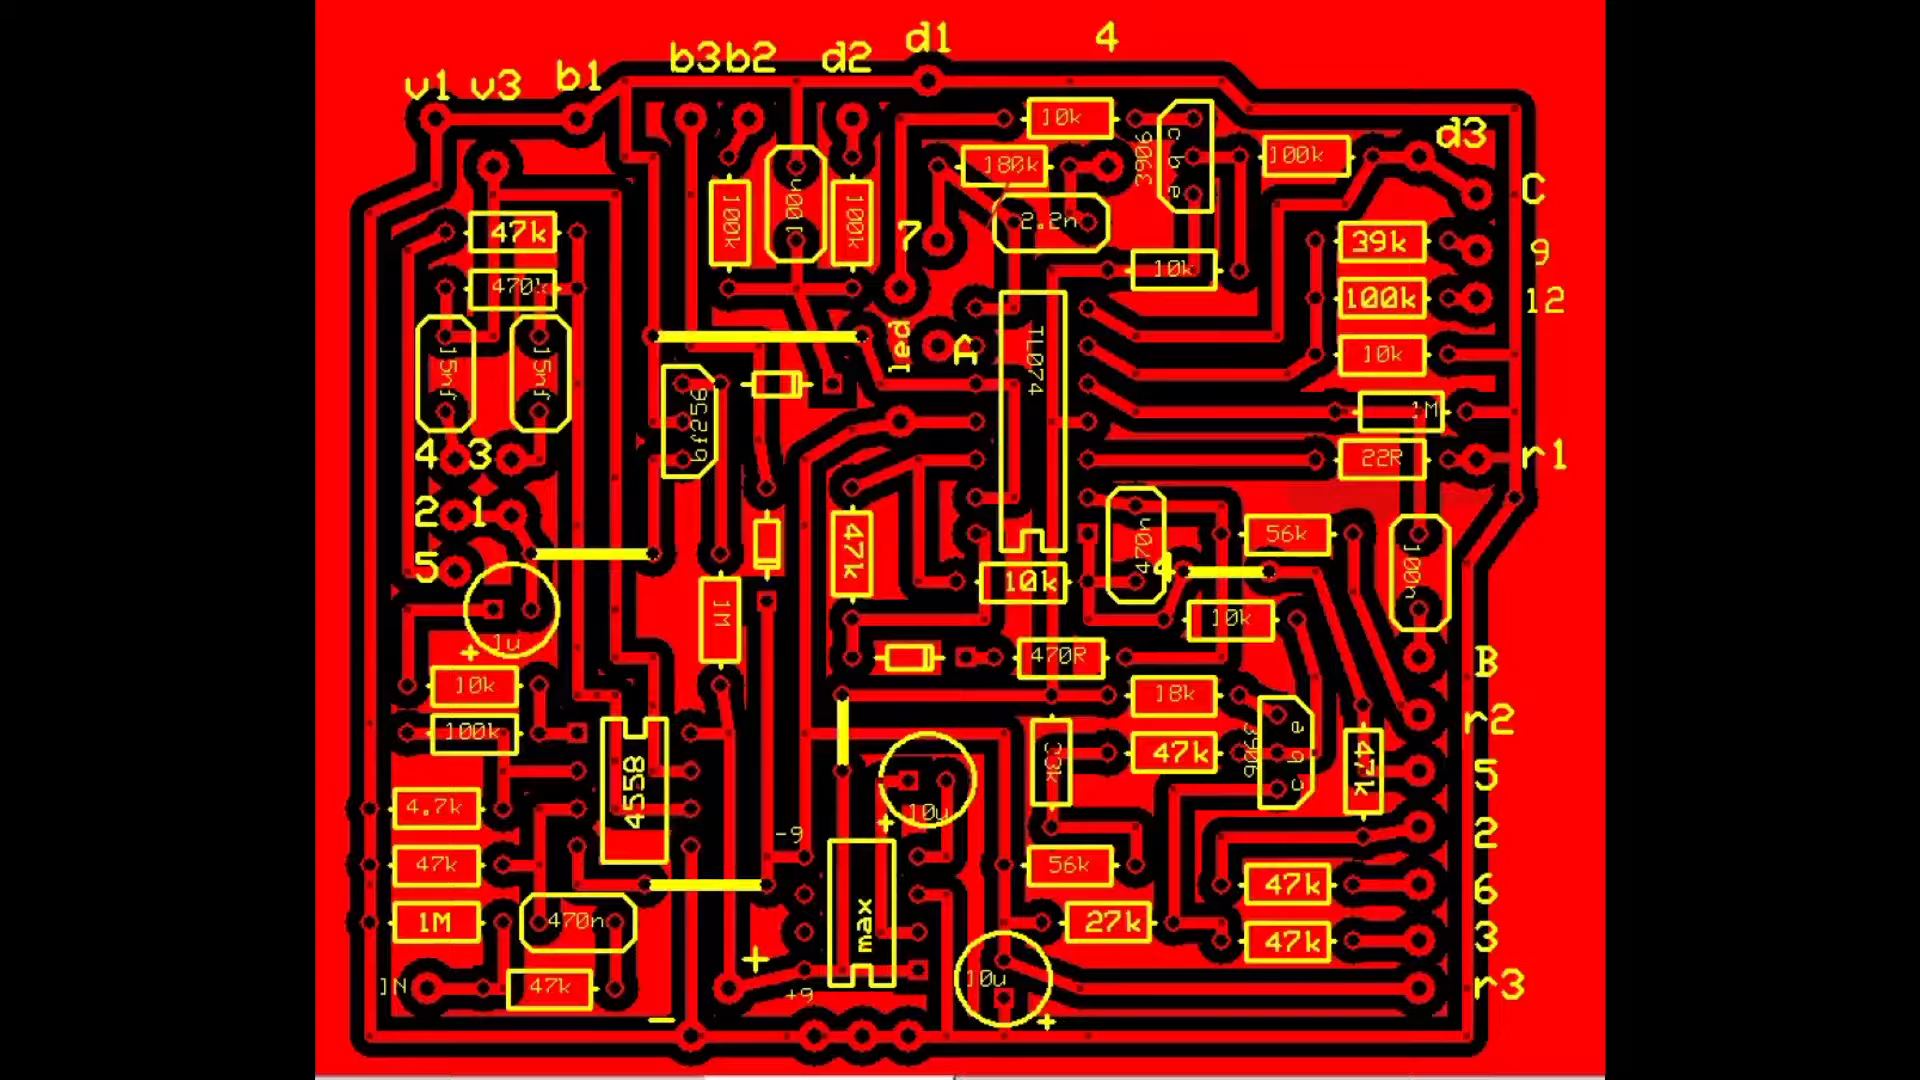 d1
4
b3b2
d2
b1
v1 v3
10k
3906
c b e
d3
100k
180k
100k
100n
100k
2.2n
C
47k
7
39k
9
10k
470k
100k
12
led
r
TL074
15nf
15nf
10k
bf256
1M
4 3
22R
r1
2 1
47k
470n
56k
5
10k
4
100n
1u
+
1M
10k
470R
B
10k
18k
r2
100k
33k
47k
3906
e b c
47k
5
4558
4.7k
10u
+
-9
2
47k
56k
47k
6
1M
470n
max
27k
47k
3
+
IN
47k
+9
10u
r3
-
+